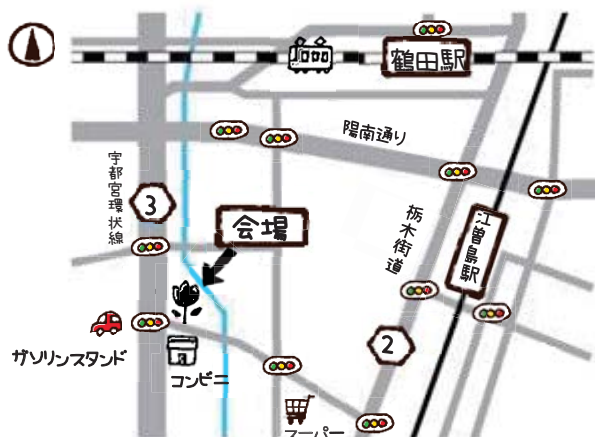 鶴田駅
陽南通り
宇都宮環状線
3
会場
栃木街道
江曽島駅
2
ガソリンスタンド
コンビニ
スーパー